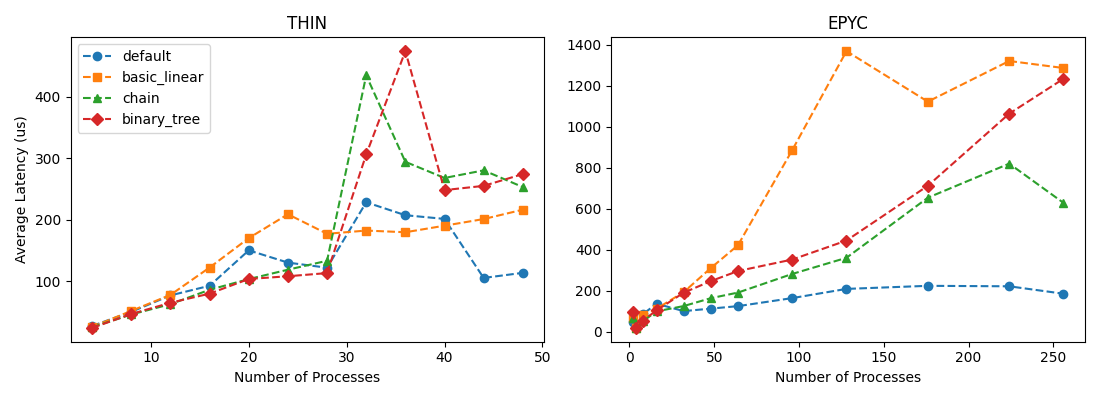 THIN
default
basic_linear
chain
binary_tree
Average Latency (us)
400
300
200
100
10
20
30
40
50
Number of Processes
EPYC
1400
1200
1000
800
600
400
200
0
0
50
100
150
200
250
Number of Processes